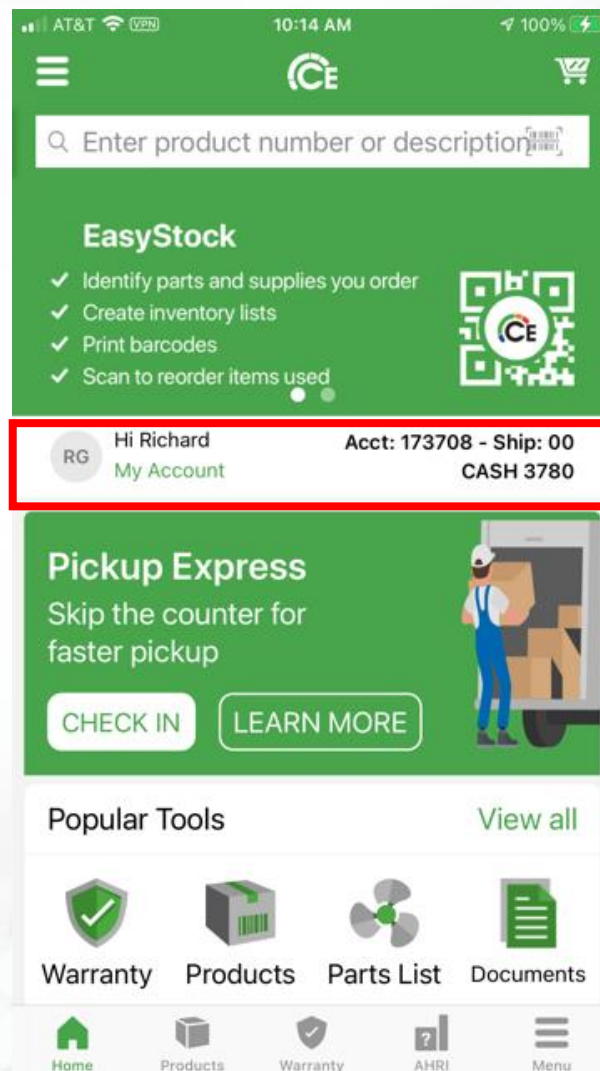 AT&T VPN 10:14 AM 100%
CE
Enter product number or description
EasyStock
✓ Identify parts and supplies you order
✓ Create inventory lists
✓ Print barcodes
✓ Scan to reorder items used
CE
RG
Hi Richard
My Account
Acct: 173708 - Ship: 00
CASH 3780
Pickup Express
Skip the counter for
faster pickup
CHECK IN LEARN MORE
Popular Tools View all
Warranty Products Parts List Documents
?
Home Products Warranty AHRI Menu